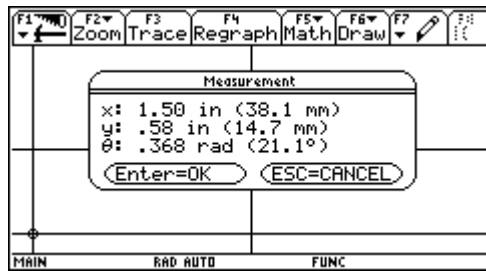 F1 F2 F3 F4 F5 F6 F7
Zoom Trace Regraph Math Draw
Measurement
x: 1.50 in (38.1 mm)
y: .58 in (14.7 mm)
θ: .368 rad (21.1°)
Enter=OK ESC=CANCEL
MAIN RAD AUTO FUNC